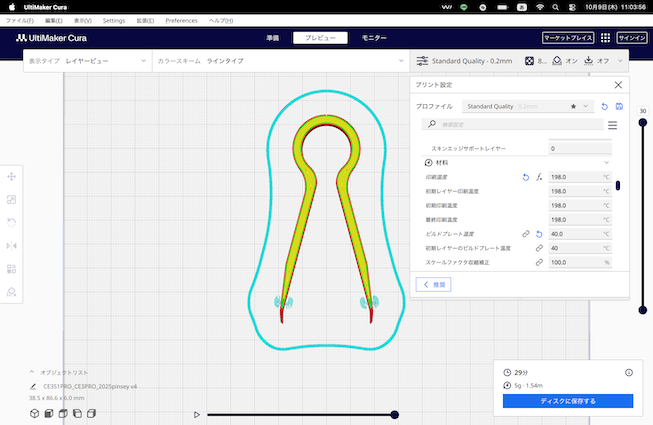 UltiMaker Cura
10月9日(木) 11:03:56
ファイル(F) 編集(E) 表示(V) Settings 拡張(E) Preferences ヘルプ(H)
UltiMaker Cura
準備 プレビュー モニター
マーケットプレイス サインイン
表示タイプ レイヤービュー カラースキーム ラインタイプ
Standard Quality - 0.2mm 8... オン オフ
プリント設定
プロファイル Standard Quality - 0.2mm
検索設定
スキンエッジサポートレイヤー 0
材料
印刷温度 198.0 °C
初期レイヤー印刷温度 198.0 °C
初期印刷温度 198.0 °C
最終印刷温度 198.0 °C
ビルドプレート温度 40.0 °C
初期レイヤーのビルドプレート温度 40 °C
スケールファクタ収縮補正 100.0 %
推奨
30
オブジェクトリスト
CE3S1PRO_CE3PRO_2025pinsey v4
38.5 x 86.6 x 6.0 mm
29分
5g · 1.54m
ディスクに保存する